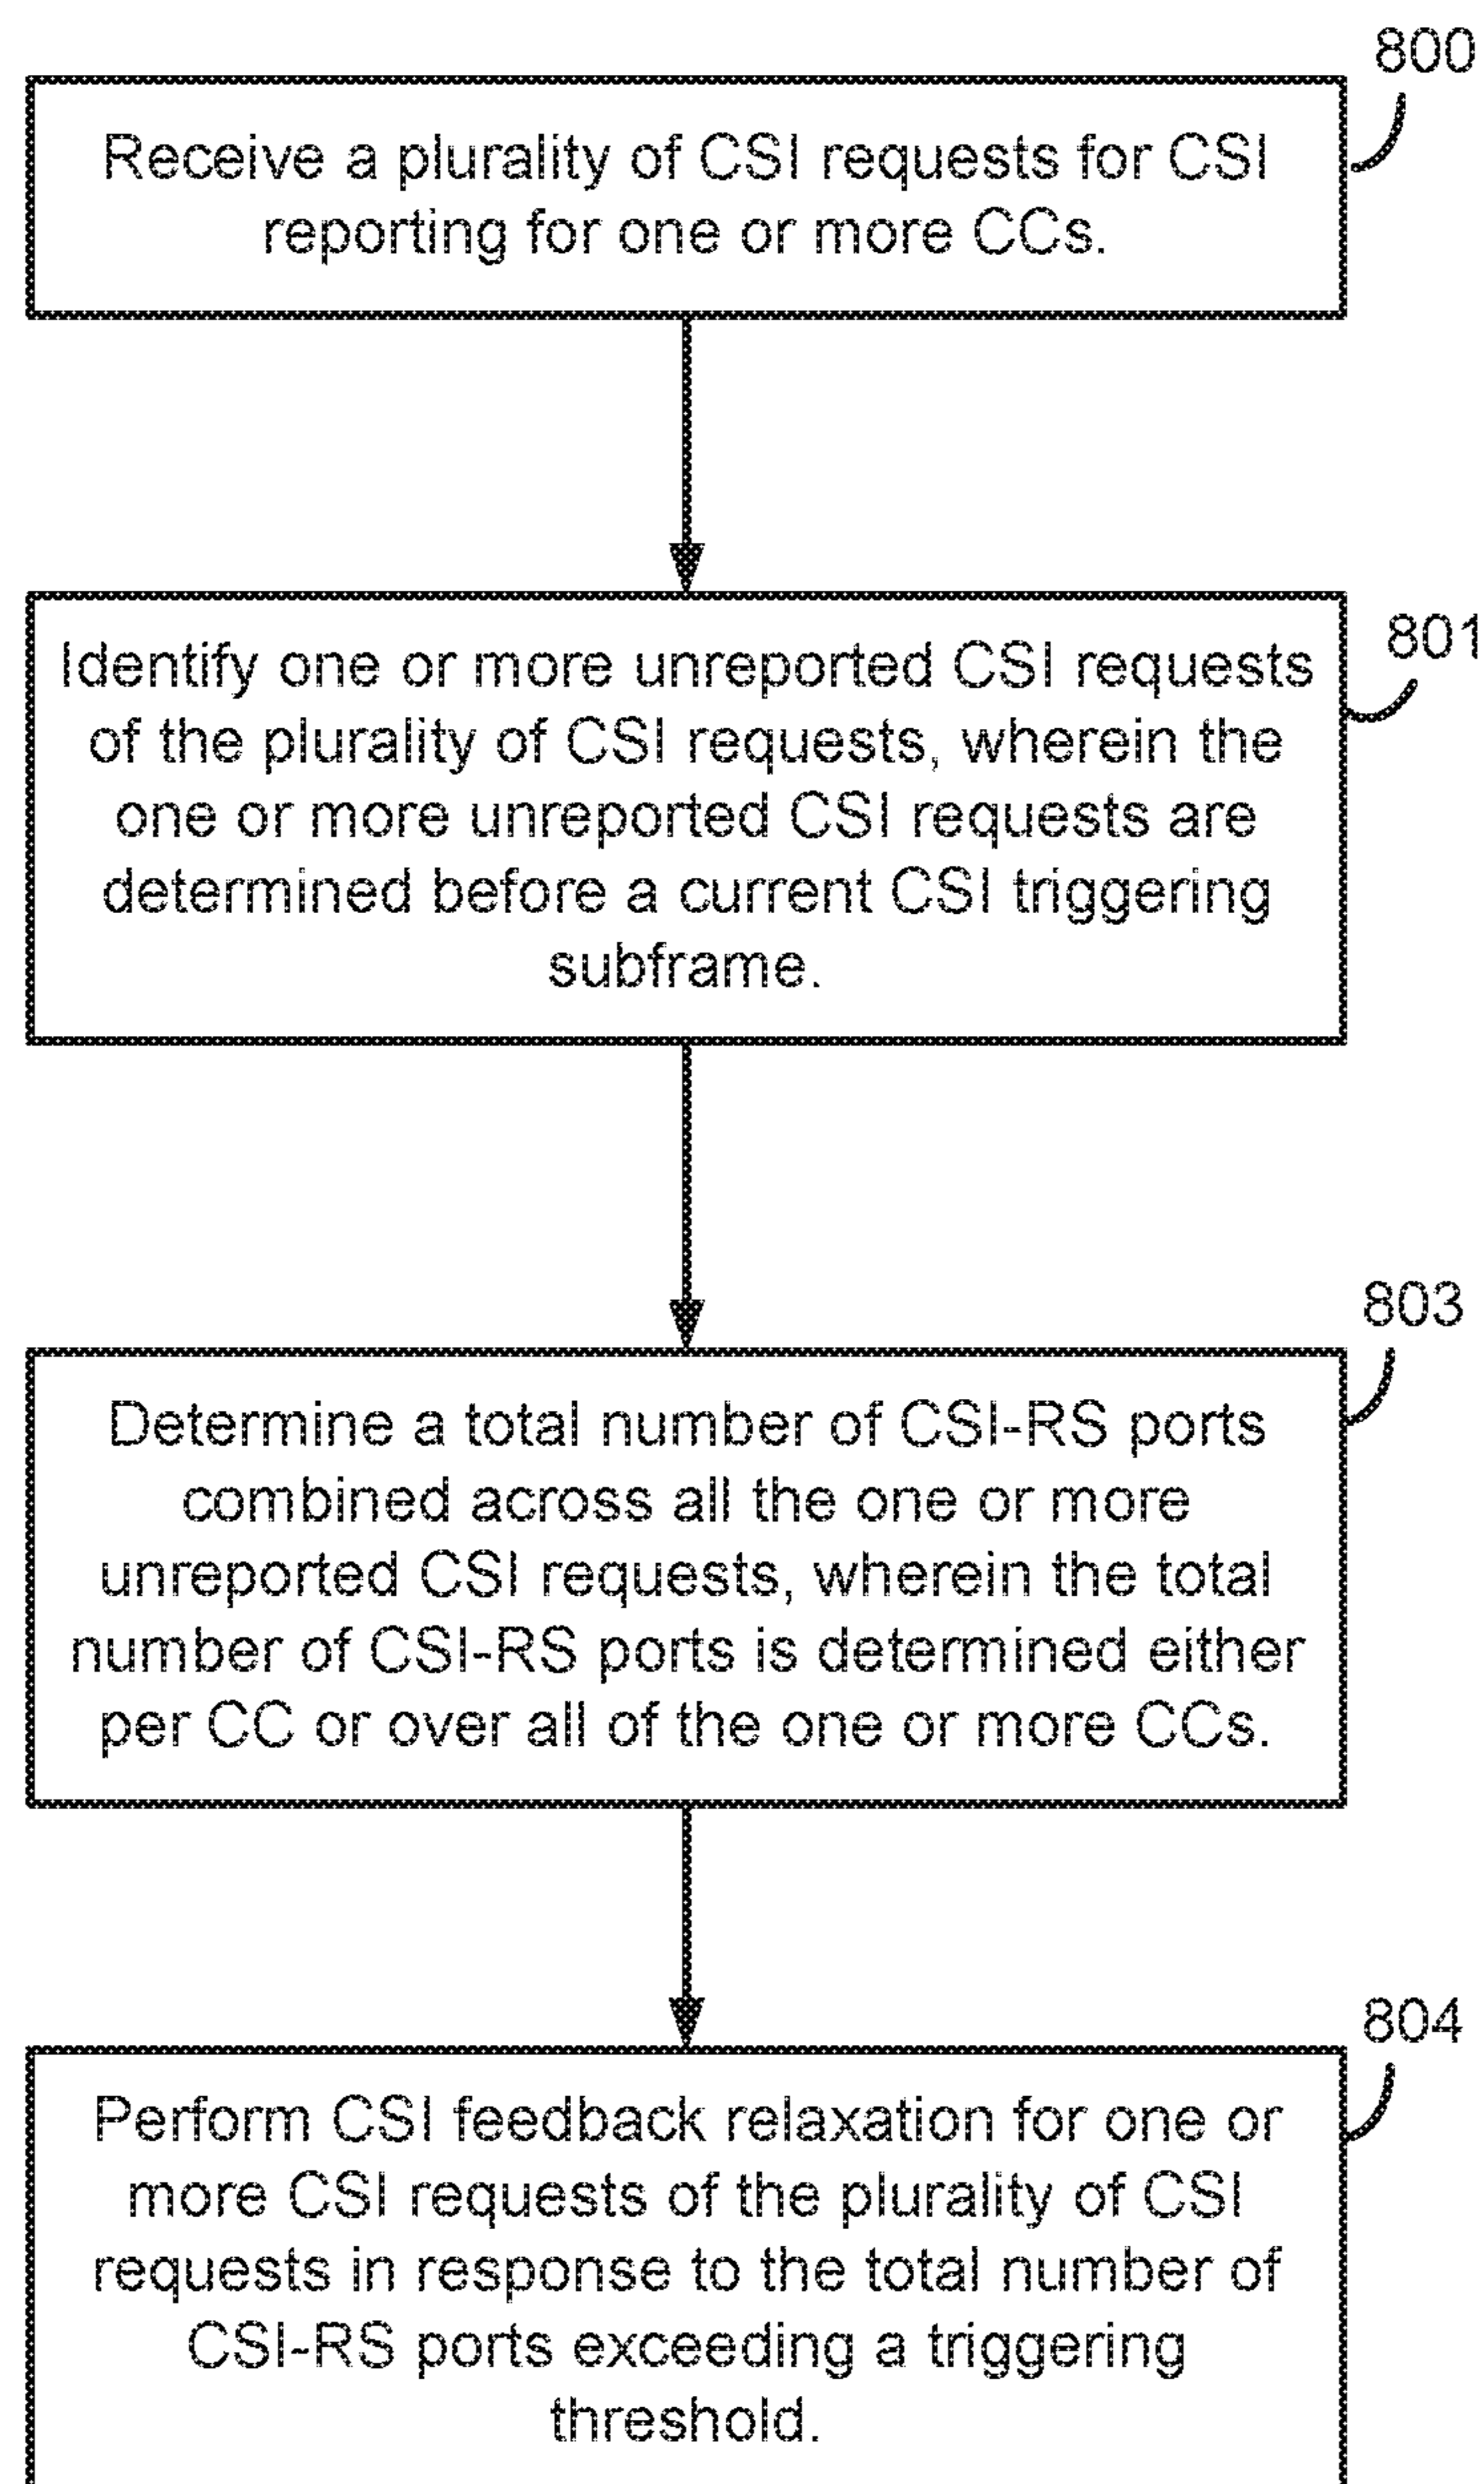 800
Receive a plurality of CSI requests for CSI
reporting for one or more CCs.
801
Identify one or more unreported CSI requests
of the plurality of CSI requests, wherein the
one or more unreported CSI requests are
determined before a current CSI triggering
subframe.
803
Determine a total number of CSI-RS ports
combined across all the one or more
unreported CSI requests, wherein the total
number of CSI-RS ports is determined either
per CC or over all of the one or more CCs.
804
Perform CSI feedback relaxation for one or
more CSI requests of the plurality of CSI
requests in response to the total number of
CSI-RS ports exceeding a triggering
threshold.